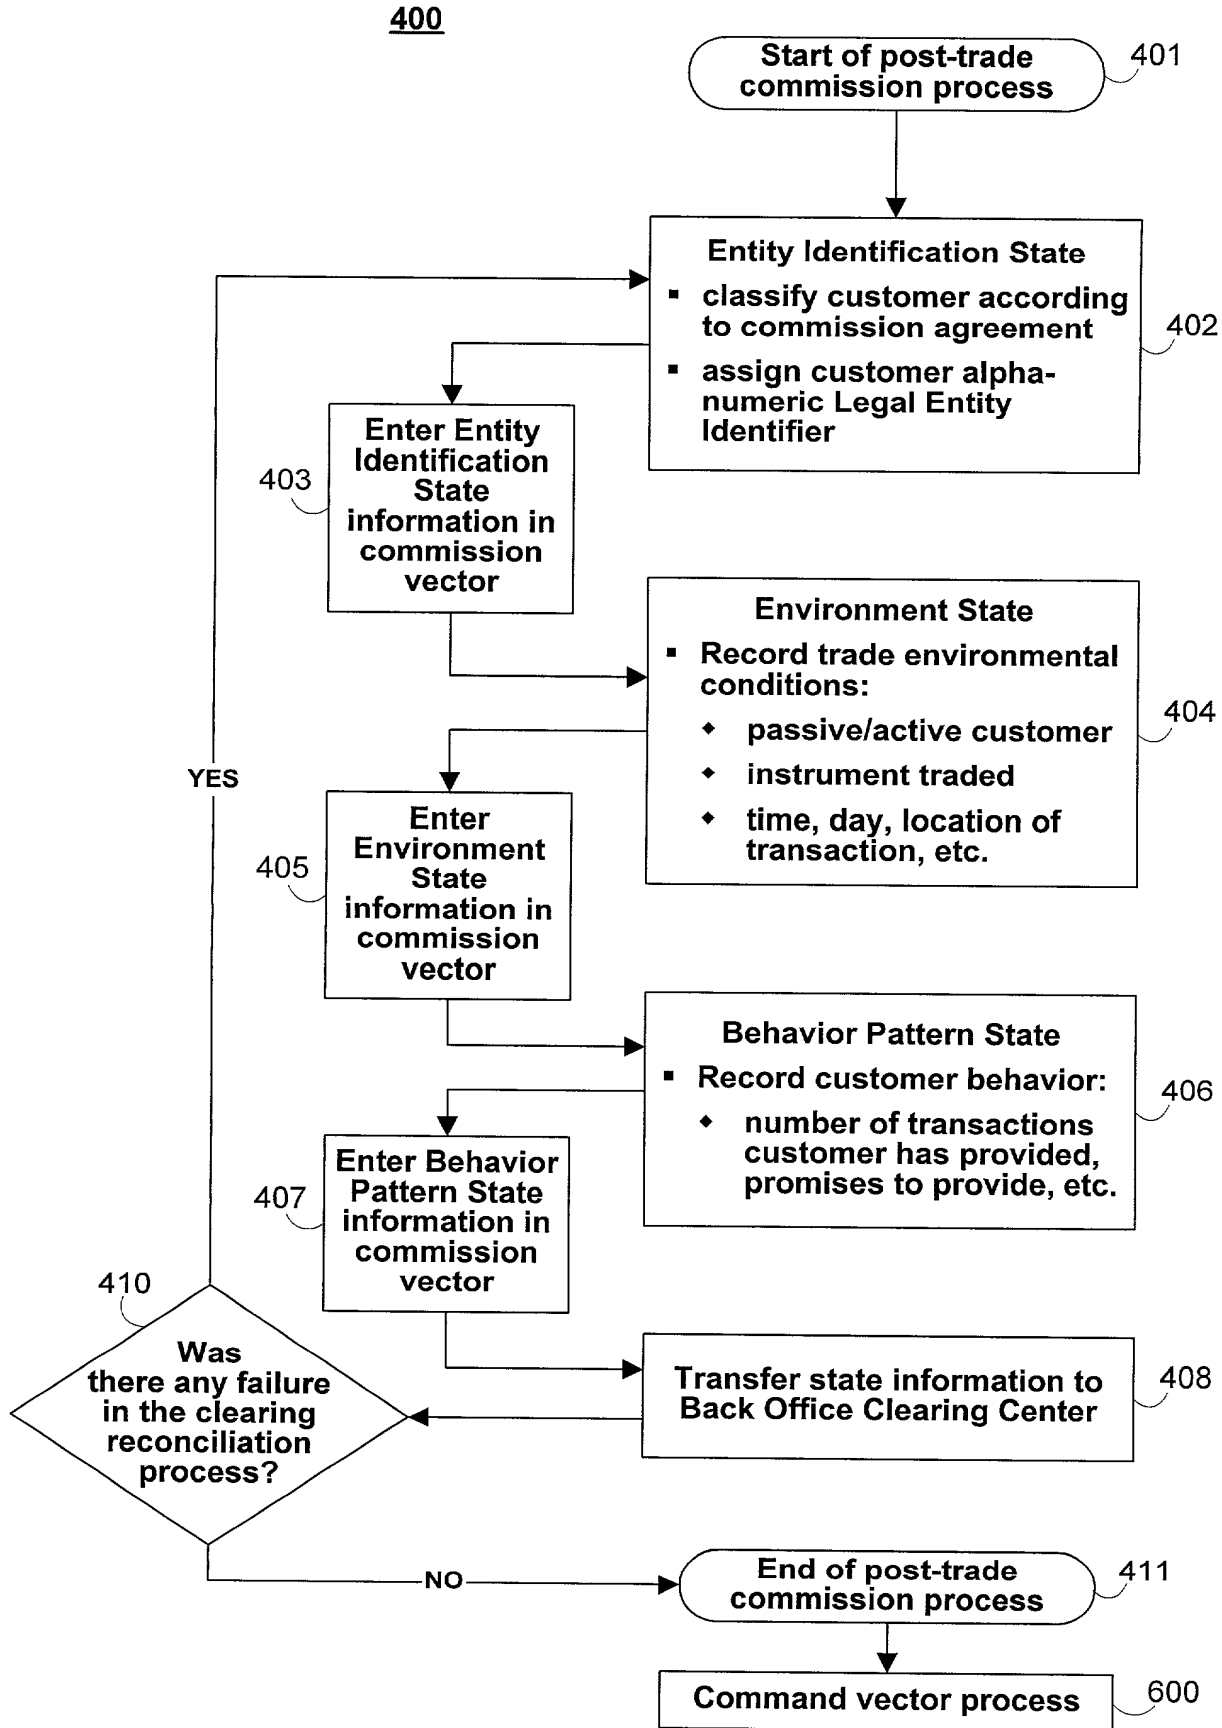 400
Start of post-trade
commission process
401
Entity Identification State
▪ classify customer according
to commission agreement
▪ assign customer alpha-
numeric Legal Entity
Identifier
402
Enter Entity
Identification
State
information in
commission
vector
403
Environment State
▪ Record trade environmental
conditions:
◆ passive/active customer
◆ instrument traded
◆ time, day, location of
transaction, etc.
404
YES
Enter
Environment
State
information in
commission
vector
405
Behavior Pattern State
▪ Record customer behavior:
◆ number of transactions
customer has provided,
promises to provide, etc.
406
Enter Behavior
Pattern State
information in
commission
vector
407
Transfer state information to
Back Office Clearing Center
408
410
Was
there any failure
in the clearing
reconciliation
process?
NO
End of post-trade
commission process
411
Command vector process
600